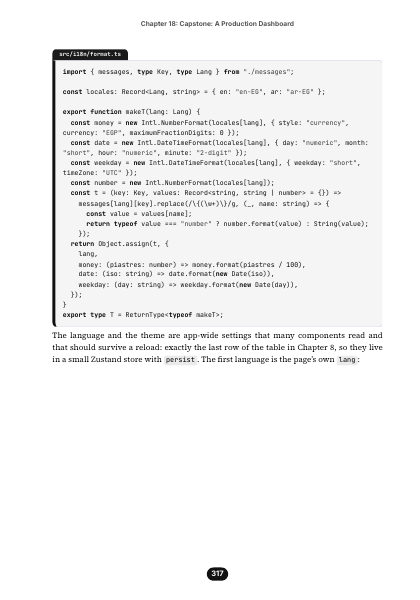 Chapter 18: Capstone: A Production Dashboard
src/i18n/format.ts
import { messages, type Key, type Lang } from "./messages";
const locales: Record<Lang, string> = { en: "en-EG", ar: "ar-EG" };
export function makeT(lang: Lang) {
const money = new Intl.NumberFormat(locales[lang], { style: "currency",
currency: "EGP", maximumFractionDigits: 0 });
const date = new Intl.DateTimeFormat(locales[lang], { day: "numeric", month:
"short", hour: "numeric", minute: "2-digit" });
const weekday = new Intl.DateTimeFormat(locales[lang], { weekday: "short",
timeZone: "UTC" });
const number = new Intl.NumberFormat(locales[lang]);
const t = (key: Key, values: Record<string, string | number> = {}) =>
messages[lang][key].replace(/\{(\w+)\}/g, (_, name: string) => {
const value = values[name];
return typeof value === "number" ? number.format(value) : String(value);
});
return Object.assign(t, {
lang,
money: (piastres: number) => money.format(piastres / 100),
date: (iso: string) => date.format(new Date(iso)),
weekday: (day: string) => weekday.format(new Date(day)),
});
}
export type T = ReturnType<typeof makeT>;
The language and the theme are app-wide settings that many components read and
that should survive a reload: exactly the last row of the table in Chapter 8, so they live
in a small Zustand store with persist. The first language is the page's own lang:
317